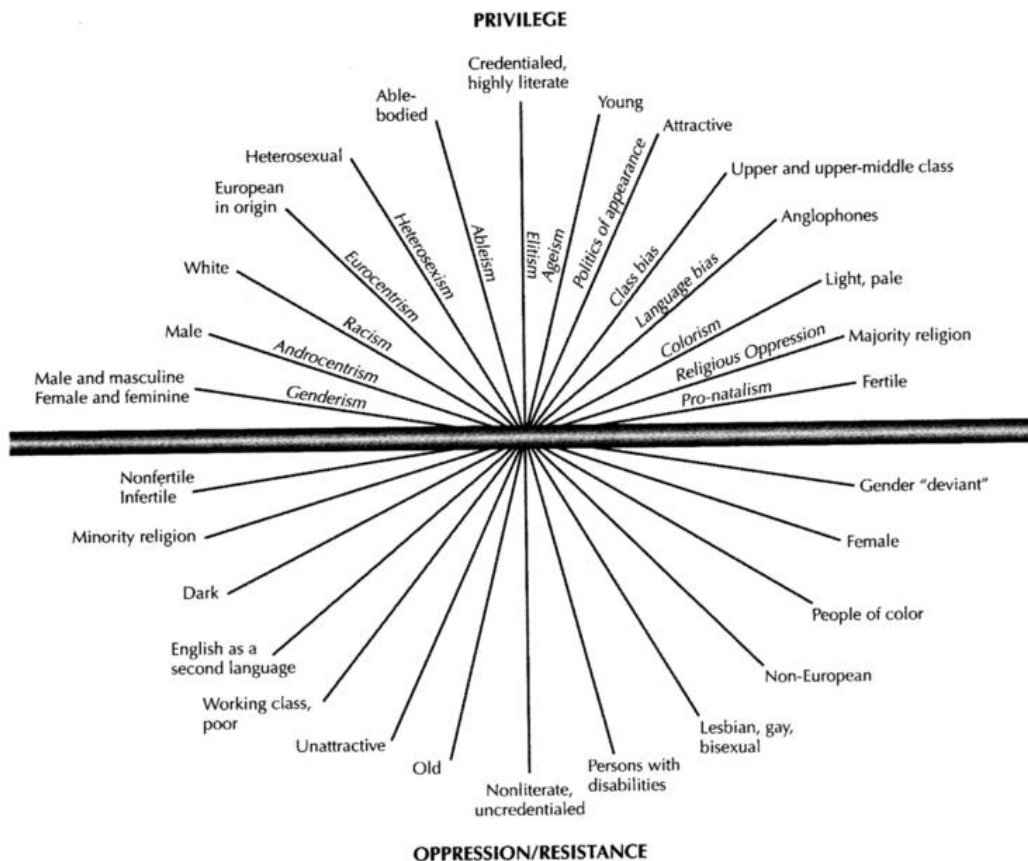 PRIVILEGE
Credentialed,
highly literate
Able-
bodied
Young
Attractive
Heterosexual
Upper and upper-middle class
European
in origin
Anglophones
White
Light, pale
Male
Majority religion
Male and masculine
Female and feminine
Fertile
Genderism
Androcentrism
Racism
Eurocentrism
Heterosexism
Ableism
Elitism
Ageism
Politics of appearance
Class bias
Language bias
Colorism
Religious Oppression
Pro-natalism
Nonfertile
Infertile
Gender “deviant”
Minority religion
Female
Dark
People of color
English as a
second language
Non-European
Working class,
poor
Lesbian, gay,
bisexual
Unattractive
Old
Persons with
disabilities
Nonliterate,
uncredentialed
OPPRESSION/RESISTANCE